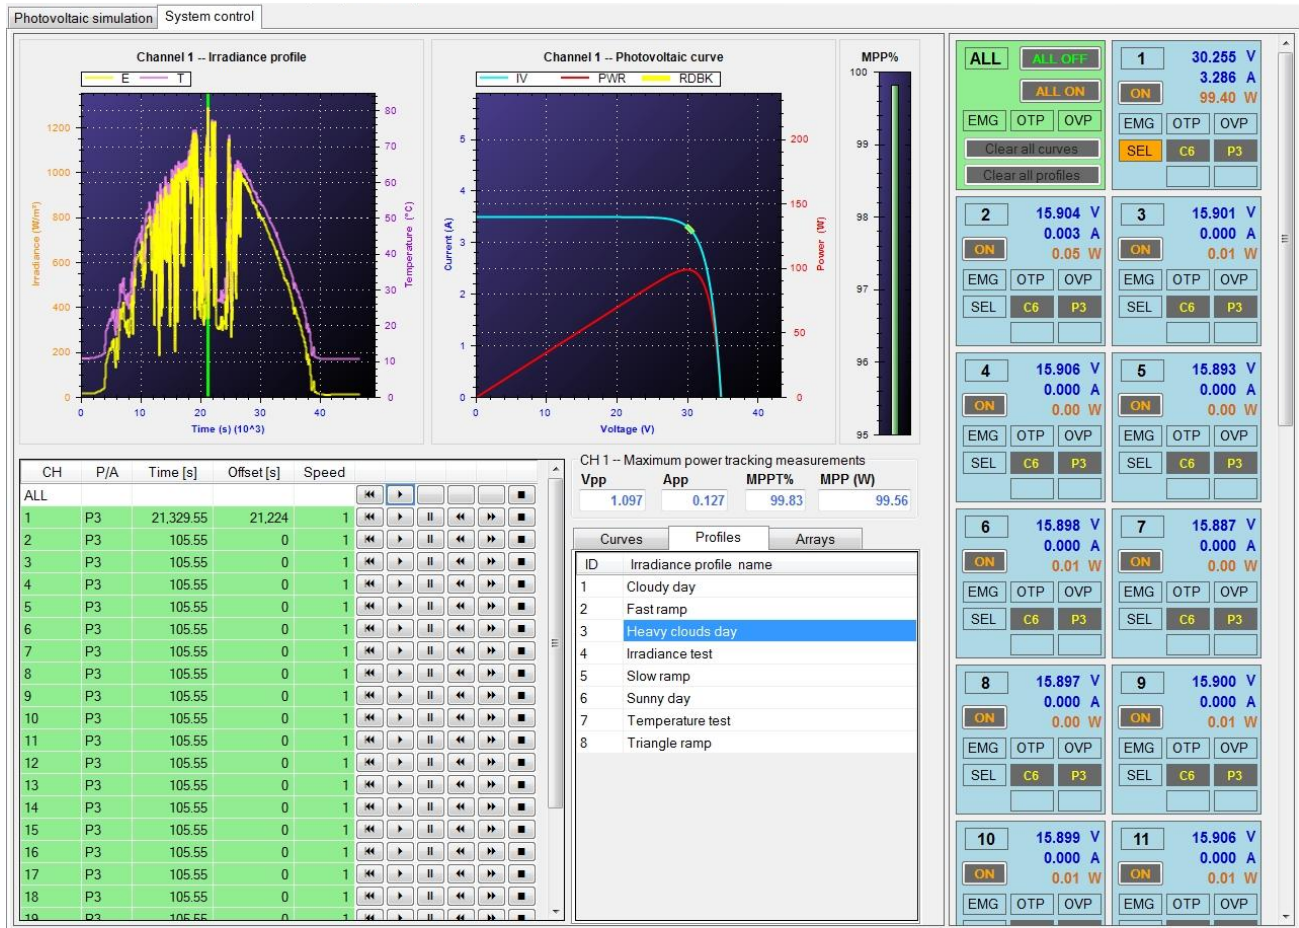 Photovoltaic simulation System control
Channel 1 -- Irradiance profile
E T
1200
1000
800
600
400
200
0
Irradiance (W/m²)
80
70
60
50
40
30
20
10
0
Temperature (°C)
0 10 20 30 40
Time (s) (10^3)
Channel 1 -- Photovoltaic curve
IV PWR RDBK
5
4
3
2
1
0
Current (A)
200
150
100
50
0
Power (W)
0 10 20 30 40
Voltage (V)
MPP%
100
99
98
97
96
95
CH P/A Time [s] Offset [s] Speed
ALL
1 P3 21,329.55 21,224 1
2 P3 105.55 0 1
3 P3 105.55 0 1
4 P3 105.55 0 1
5 P3 105.55 0 1
6 P3 105.55 0 1
7 P3 105.55 0 1
8 P3 105.55 0 1
9 P3 105.55 0 1
10 P3 105.55 0 1
11 P3 105.55 0 1
12 P3 105.55 0 1
13 P3 105.55 0 1
14 P3 105.55 0 1
15 P3 105.55 0 1
16 P3 105.55 0 1
17 P3 105.55 0 1
18 P3 105.55 0 1
19 P3 105.55 0 1
CH 1 -- Maximum power tracking measurements
Vpp App MPPT% MPP (W)
1.097 0.127 99.83 99.56
Curves Profiles Arrays
ID Irradiance profile name
1 Cloudy day
2 Fast ramp
3 Heavy clouds day
4 Irradiance test
5 Slow ramp
6 Sunny day
7 Temperature test
8 Triangle ramp
ALL ALL OFF
ALL ON
EMG OTP OVP
Clear all curves
Clear all profiles
1 30.255 V
3.286 A
ON 99.40 W
EMG OTP OVP
SEL C6 P3
2 15.904 V
0.003 A
ON 0.05 W
EMG OTP OVP
SEL C6 P3
3 15.901 V
0.000 A
ON 0.01 W
EMG OTP OVP
SEL C6 P3
4 15.906 V
0.000 A
ON 0.00 W
EMG OTP OVP
SEL C6 P3
5 15.893 V
0.000 A
ON 0.00 W
EMG OTP OVP
SEL C6 P3
6 15.898 V
0.000 A
ON 0.01 W
EMG OTP OVP
SEL C6 P3
7 15.887 V
0.000 A
ON 0.00 W
EMG OTP OVP
SEL C6 P3
8 15.897 V
0.000 A
ON 0.00 W
EMG OTP OVP
SEL C6 P3
9 15.900 V
0.000 A
ON 0.01 W
EMG OTP OVP
SEL C6 P3
10 15.899 V
0.000 A
ON 0.01 W
EMG OTP OVP
11 15.906 V
0.000 A
ON 0.01 W
EMG OTP OVP